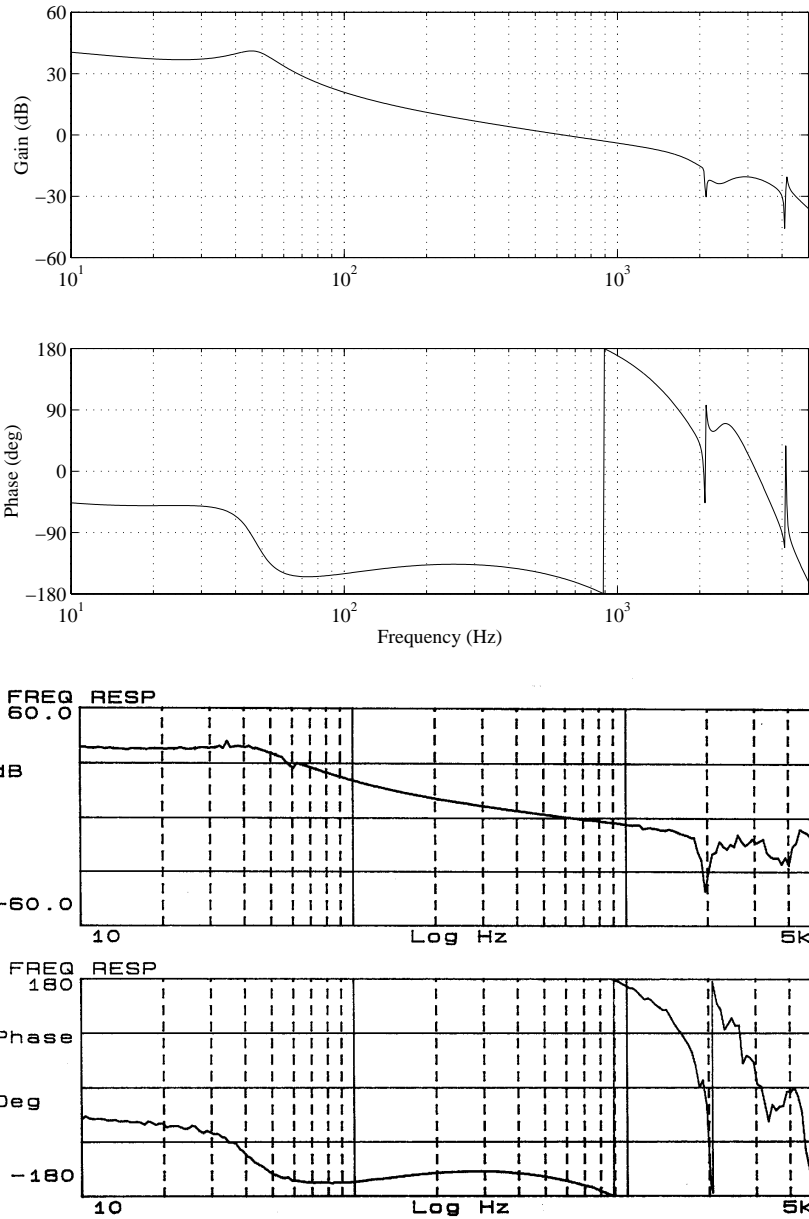 60
30
0
−30
−60
Gain (dB)
10^1
10^2
10^3
180
90
0
−90
−180
Phase (deg)
10^1
10^2
10^3
Frequency (Hz)
FREQ RESP
60.0
dB
-60.0
10
Log Hz
5k
FREQ RESP
180
Phase
Deg
-180
10
Log Hz
5k